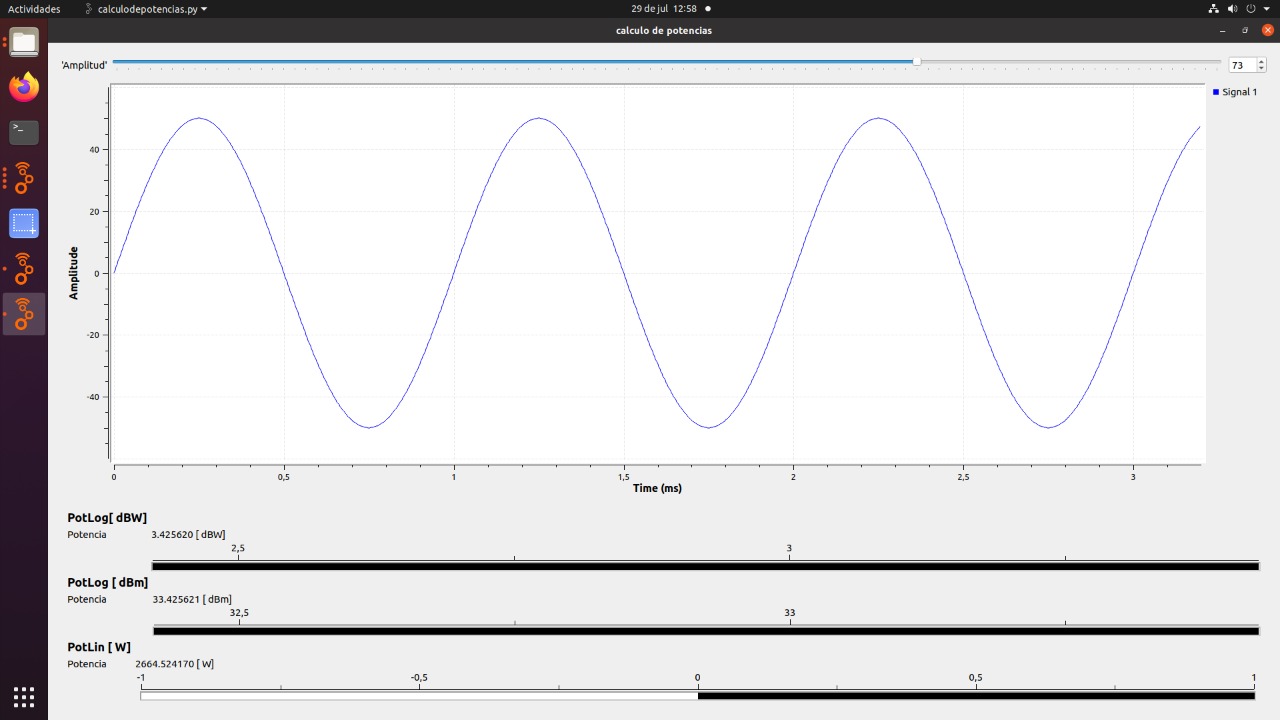 Actividades calculodepotencias.py 29 de jul 12:58
calculo de potencias
'Amplitud' 73
Signal 1
40
20
0
-20
-40
Amplitude
0 0,5 1 1,5 2 2,5 3
Time (ms)
PotLog[ dBW]
Potencia 3.425620 [ dBW]
2,5 3
PotLog [ dBm]
Potencia 33.425621 [ dBm]
32,5 33
PotLin [ W]
Potencia 2664.524170 [ W]
-1 -0,5 0 0,5 1